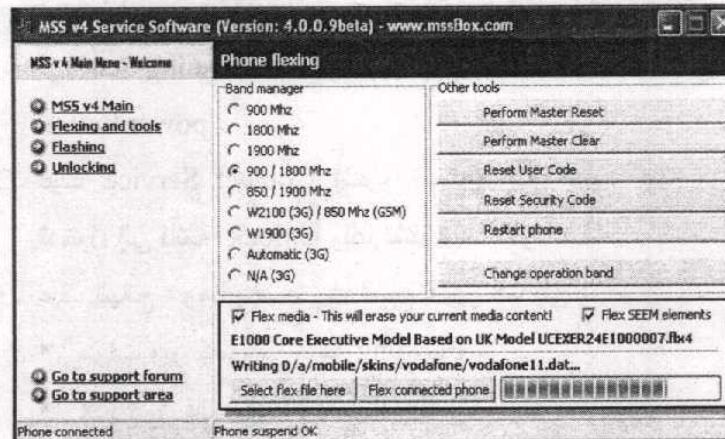 MSS v4 Service Software (Version: 4.0.0.9beta) - www.mssBox.com
MSS v 4 Main Menu - Welcome
MSS v4 Main
Flexing and tools
Flashing
Unlocking
Go to support forum
Go to support area
Phone flexing
Band manager
900 Mhz
1800 Mhz
1900 Mhz
900 / 1800 Mhz
850 / 1900 Mhz
W2100 (3G) / 850 Mhz (GSM)
W1900 (3G)
Automatic (3G)
N/A (3G)
Other tools
Perform Master Reset
Perform Master Clear
Reset User Code
Reset Security Code
Restart phone
Change operation band
Flex media - This will erase your current media content!
Flex SEEM elements
E1000 Core Executive Model Based on UK Model UCEXER24E1000007.fbx4
Writing D/a/mobile/skins/vodafone/vodafone11.dat...
Select flex file here
Flex connected phone
Phone connected
Phone suspend OK